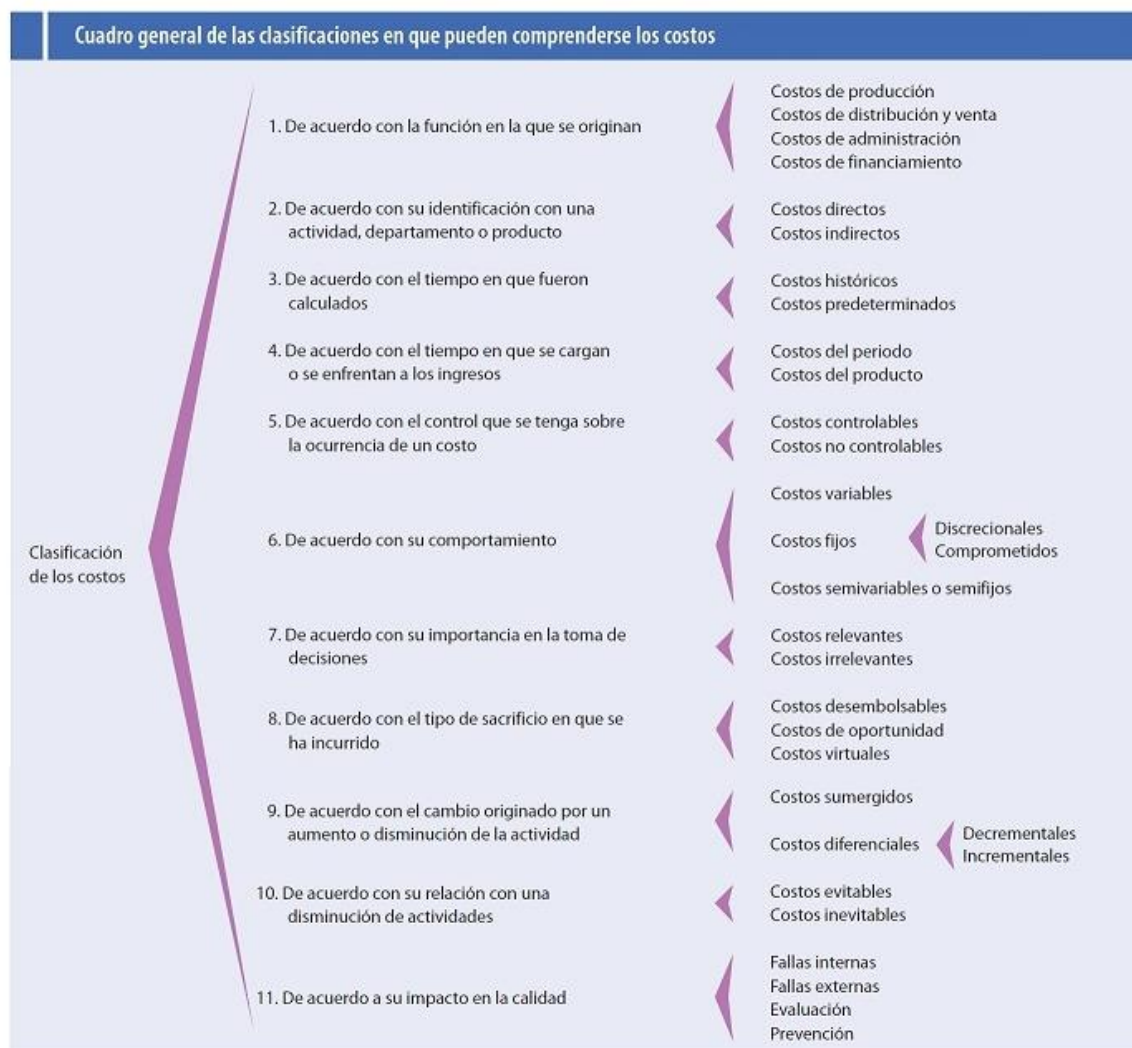 Cuadro general de las clasificaciones en que pueden comprenderse los costos
Clasificación
de los costos
1. De acuerdo con la función en la que se originan
Costos de producción
Costos de distribución y venta
Costos de administración
Costos de financiamiento
2. De acuerdo con su identificación con una
actividad, departamento o producto
Costos directos
Costos indirectos
3. De acuerdo con el tiempo en que fueron
calculados
Costos históricos
Costos predeterminados
4. De acuerdo con el tiempo en que se cargan
o se enfrentan a los ingresos
Costos del periodo
Costos del producto
5. De acuerdo con el control que se tenga sobre
la ocurrencia de un costo
Costos controlables
Costos no controlables
6. De acuerdo con su comportamiento
Costos variables
Costos fijos
Discrecionales
Comprometidos
Costos semivariables o semifijos
7. De acuerdo con su importancia en la toma de
decisiones
Costos relevantes
Costos irrelevantes
8. De acuerdo con el tipo de sacrificio en que se
ha incurrido
Costos desembolsables
Costos de oportunidad
Costos virtuales
9. De acuerdo con el cambio originado por un
aumento o disminución de la actividad
Costos sumergidos
Costos diferenciales
Decrementales
Incrementales
10. De acuerdo con su relación con una
disminución de actividades
Costos evitables
Costos inevitables
11. De acuerdo a su impacto en la calidad
Fallas internas
Fallas externas
Evaluación
Prevención